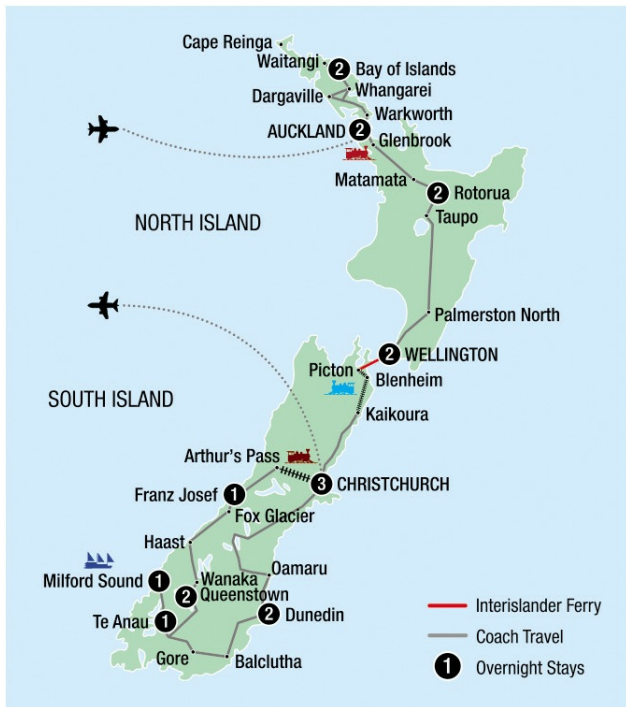 Cape Reinga
Waitangi
2 Bay of Islands
Whangarei
Dargaville
Warkworth
AUCKLAND 2
Glenbrook
Matamata
2 Rotorua
Taupo
NORTH ISLAND
Palmerston North
2 WELLINGTON
Picton
Blenheim
SOUTH ISLAND
Kaikoura
Arthur's Pass
3 CHRISTCHURCH
Franz Josef 1
Fox Glacier
Haast
Oamaru
Milford Sound 1
Wanaka
2 Queenstown
Te Anau 1
2 Dunedin
Gore
Balclutha
Interislander Ferry
Coach Travel
1 Overnight Stays